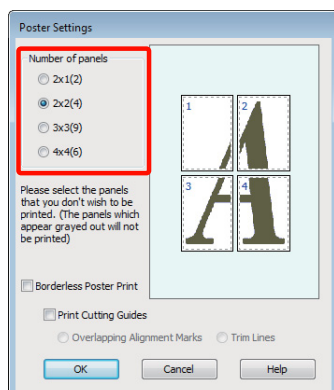 Poster Settings
Number of panels
2x1(2)
2x2(4)
3x3(9)
4x4(6)
1 2
3 4
Please select the panels
that you don't wish to be
printed. (The panels which
appear grayed out will not
be printed)
Borderless Poster Print
Print Cutting Guides
Overlapping Alignment Marks Trim Lines
OK Cancel Help